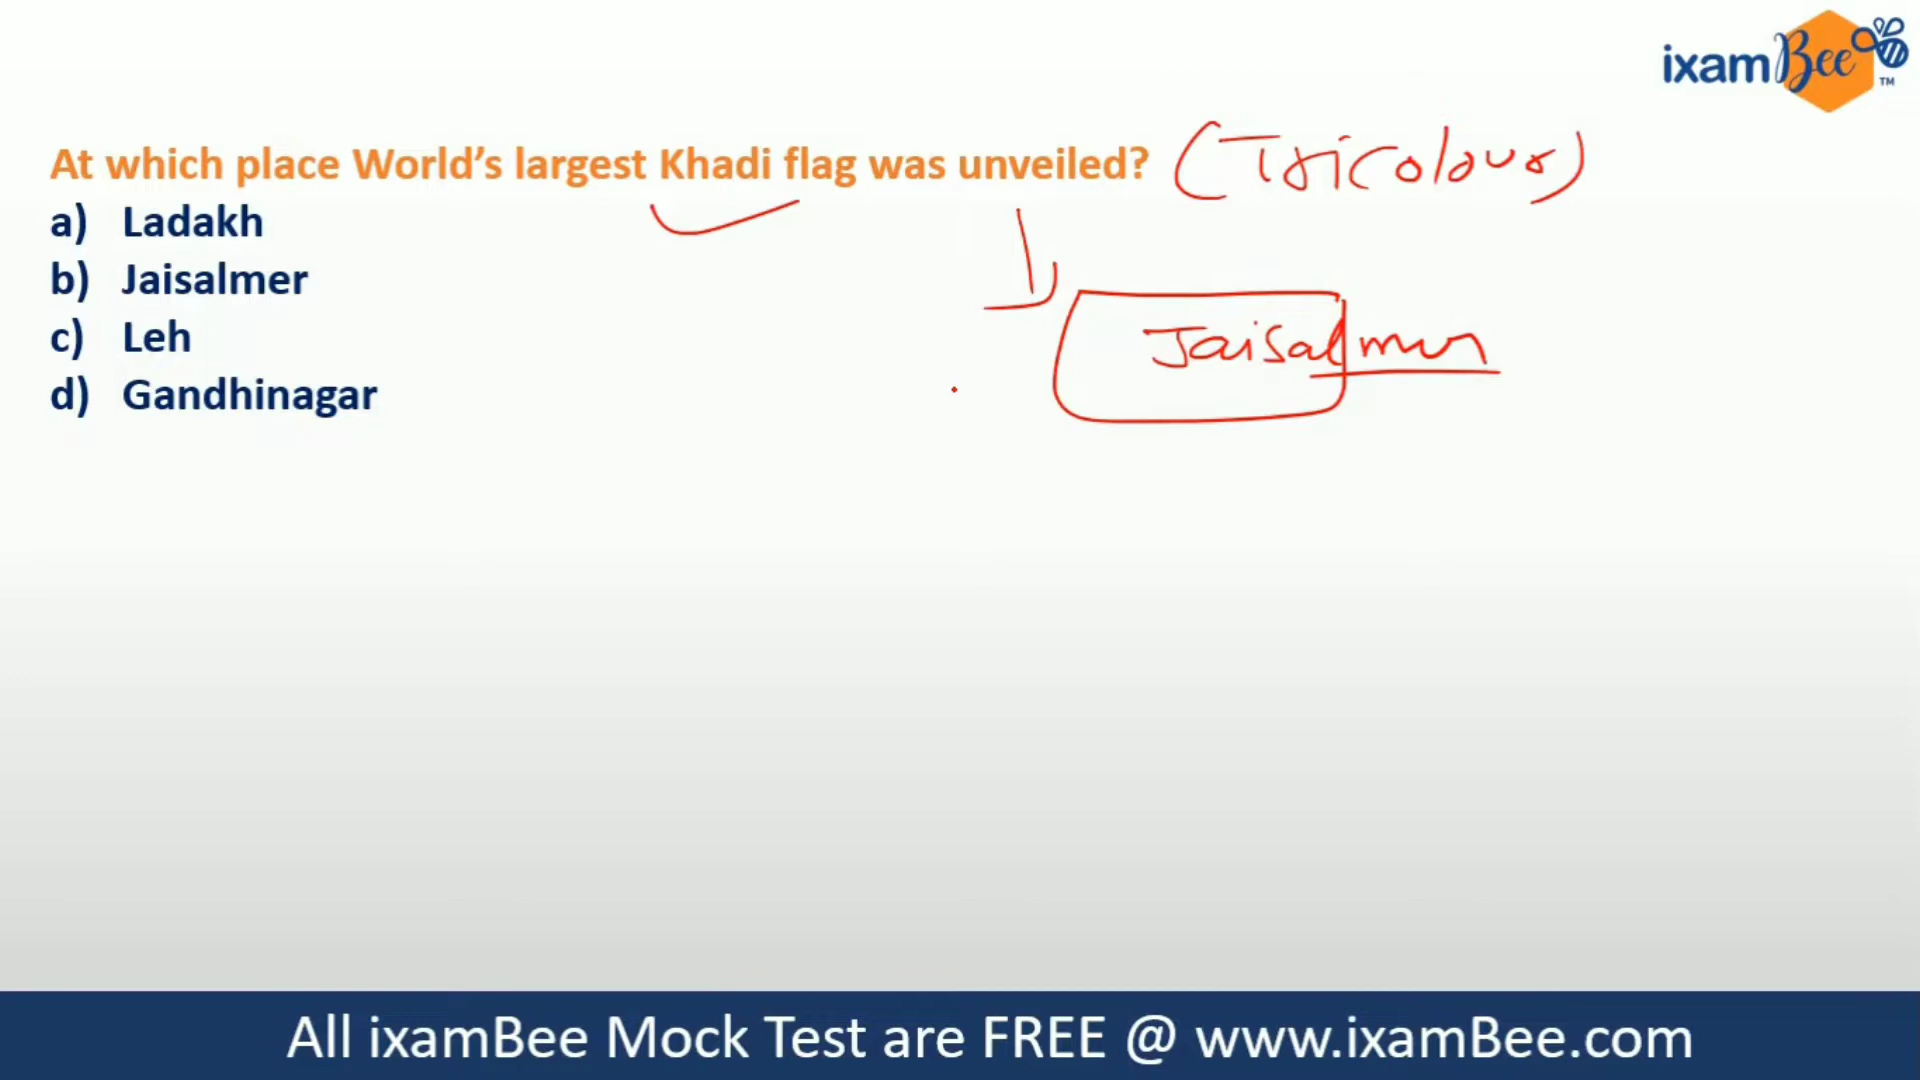 ixamBee TM
At which place World's largest Khadi flag was unveiled? (Tricolour)
a) Ladakh
b) Jaisalmer
Jaisalmer
c) Leh
d) Gandhinagar
All ixamBee Mock Test are FREE @ www.ixamBee.com